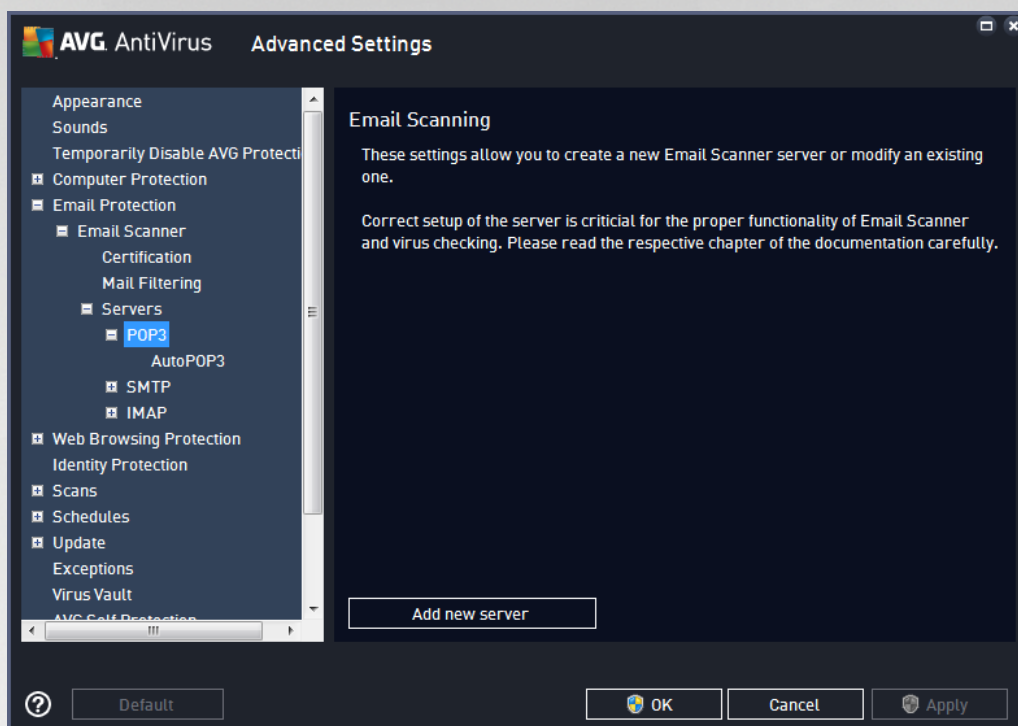 AVG. AntiVirus Advanced Settings
Appearance
Sounds
Temporarily Disable AVG Protecti
Computer Protection
Email Protection
Email Scanner
Certification
Mail Filtering
Servers
POP3
AutoPOP3
SMTP
IMAP
Web Browsing Protection
Identity Protection
Scans
Schedules
Update
Exceptions
Virus Vault
AVG Self Protection
Email Scanning
These settings allow you to create a new Email Scanner server or modify an existing
one.
Correct setup of the server is criticial for the proper functionality of Email Scanner
and virus checking. Please read the respective chapter of the documentation carefully.
Add new server
? Default OK Cancel Apply